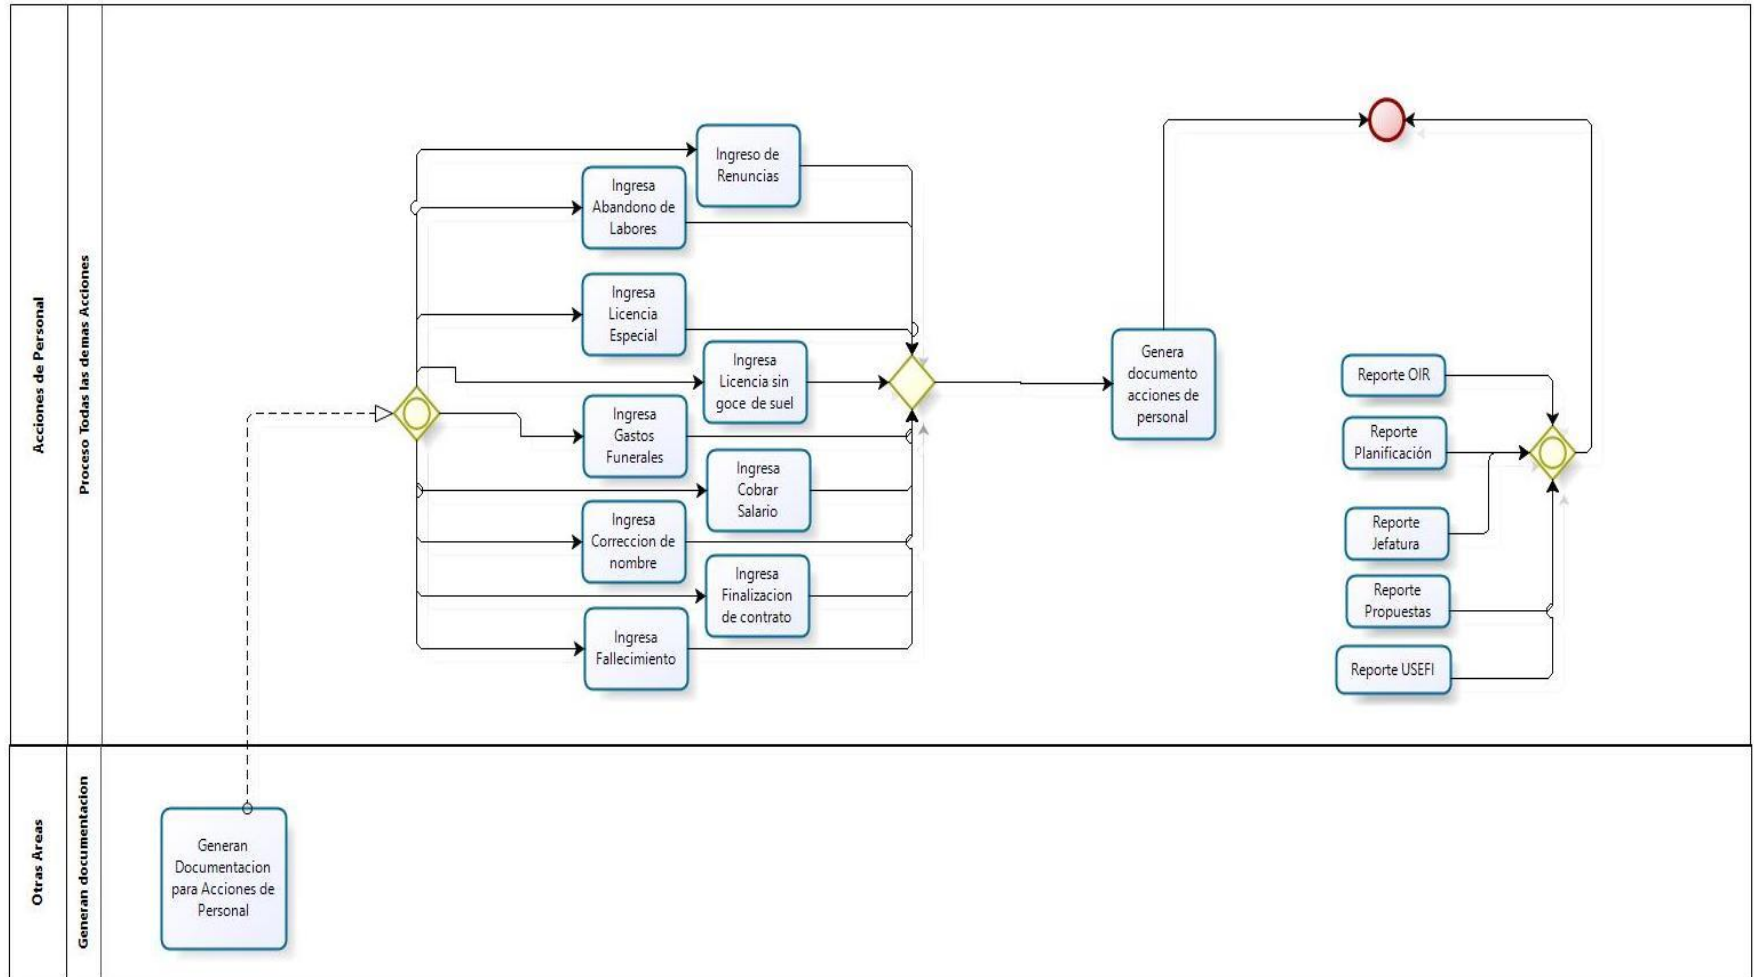 Acciones de Personal
Proceso Todas las demas Acciones
Ingreso de
Renuncias
Ingresa
Abandono de
Labores
Ingresa
Licencia
Especial
Ingresa
Licencia sin
goce de suel
Ingresa
Gastos
Funerales
Ingresa
Cobrar
Salario
Ingresa
Correccion de
nombre
Ingresa
Finalizacion
de contrato
Ingresa
Fallecimiento
Genera
documento
acciones de
personal
Reporte OIR
Reporte
Planificación
Reporte
Jefatura
Reporte
Propuestas
Reporte USEFI
Otras Areas
Generan documentacion
Generan
Documentacion
para Acciones de
Personal